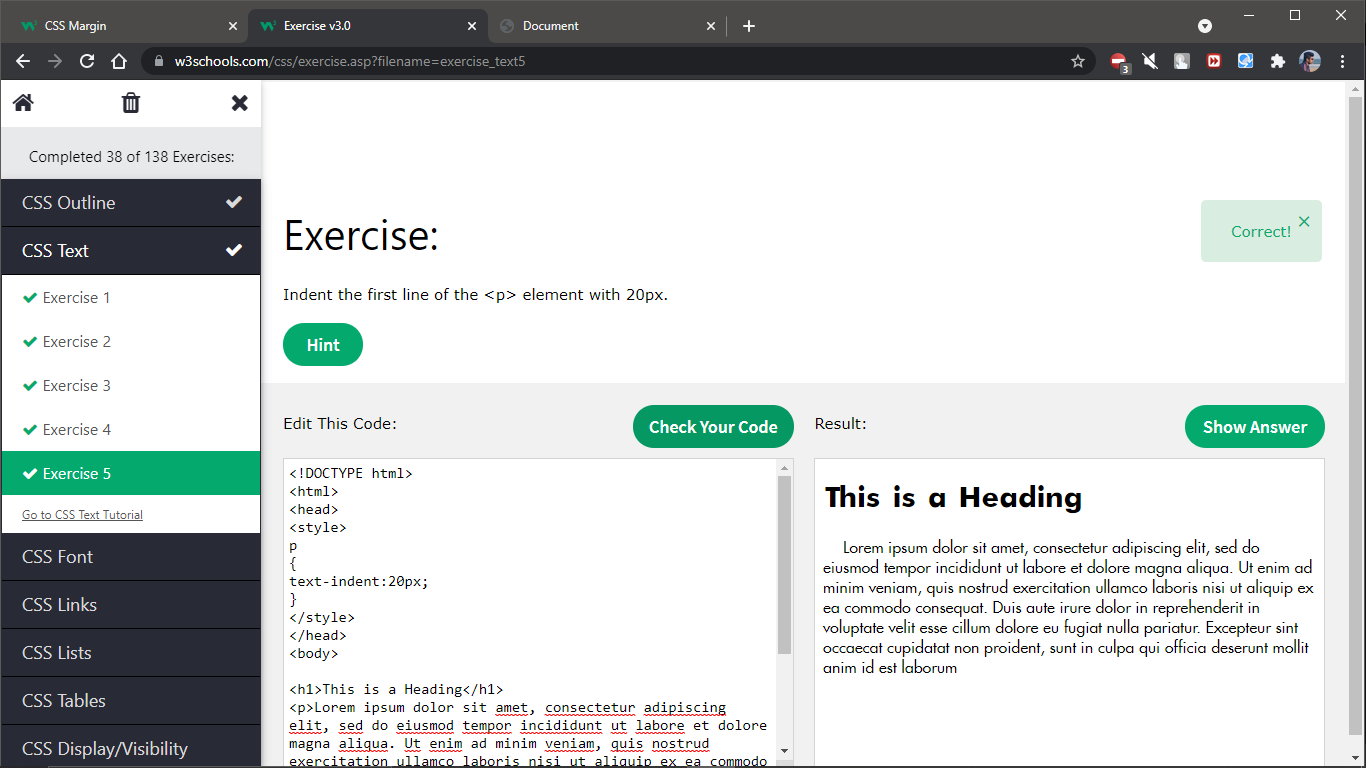 CSS Margin
Exercise v3.0
Document
w3schools.com/css/exercise.asp?filename=exercise_text5
3
Completed 38 of 138 Exercises:
CSS Outline
CSS Text
Exercise 1
Exercise 2
Exercise 3
Exercise 4
Exercise 5
Go to CSS Text Tutorial
CSS Font
CSS Links
CSS Lists
CSS Tables
CSS Display/Visibility
Exercise:
Correct!
Indent the first line of the <p> element with 20px.
Hint
Edit This Code:
Check Your Code
<!DOCTYPE html>
<html>
<head>
<style>
p
{
text-indent:20px;
}
</style>
</head>
<body>
<h1>This is a Heading</h1>
<p>Lorem ipsum dolor sit amet, consectetur adipiscing
elit, sed do eiusmod tempor incididunt ut labore et dolore
magna aliqua. Ut enim ad minim veniam, quis nostrud
exercitation ullamco laboris nisi ut aliquip ex ea commodo
Result:
Show Answer
This is a Heading
Lorem ipsum dolor sit amet, consectetur adipiscing elit, sed do
eiusmod tempor incididunt ut labore et dolore magna aliqua. Ut enim ad
minim veniam, quis nostrud exercitation ullamco laboris nisi ut aliquip ex
ea commodo consequat. Duis aute irure dolor in reprehenderit in
voluptate velit esse cillum dolore eu fugiat nulla pariatur. Excepteur sint
occaecat cupidatat non proident, sunt in culpa qui officia deserunt mollit
anim id est laborum